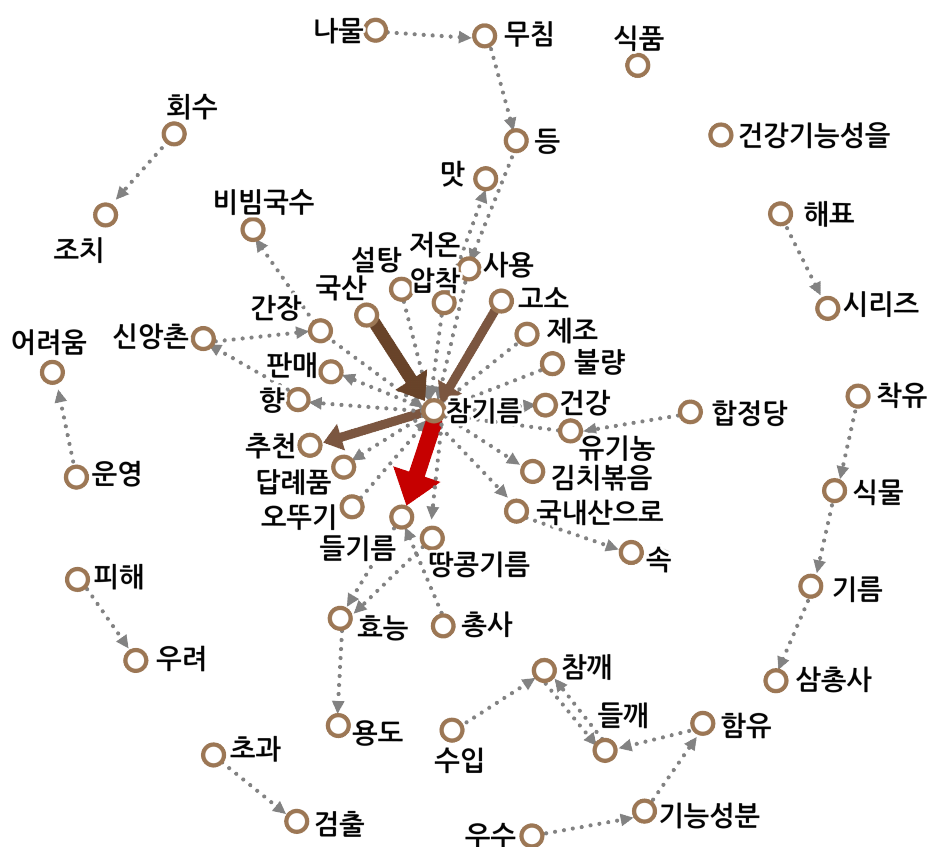 나물
무침
식품
회수
건강기능성을
등
맛
비빔국수
해표
조치
저온
설탕
압착
사용
국산
고소
간장
시리즈
신앙촌
제조
어려움
판매
불량
향
참기름
건강
합정당
착유
추천
유기농
운영
답례품
김치볶음
식물
오뚜기
국내산으로
들기름
땅콩기름
속
피해
기름
효능
총사
우려
참깨
삼총사
들깨
함유
용도
초과
수입
검출
우수
기능성분